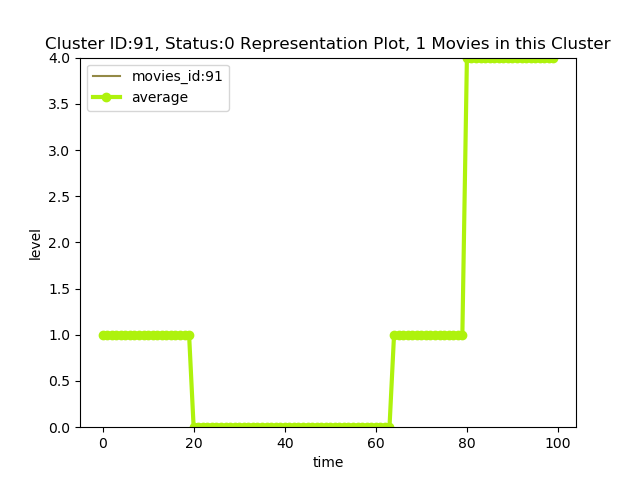 Cluster ID:91, Status:0 Representation Plot, 1 Movies in this Cluster
movies_id:91
average
4.0
3.5
3.0
2.5
2.0
1.5
1.0
0.5
0.0
level
0 20 40 60 80 100
time